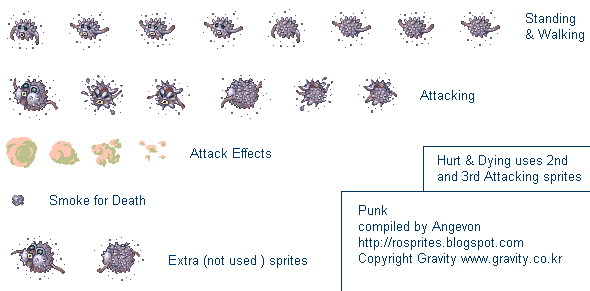 Standing
& Walking
Attacking
Attack Effects
Hurt & Dying uses 2nd
and 3rd Attacking sprites
Smoke for Death
Punk
compiled by Angevon
http://rosprites.blogspot.com
Copyright Gravity www.gravity.co.kr
Extra (not used ) sprites